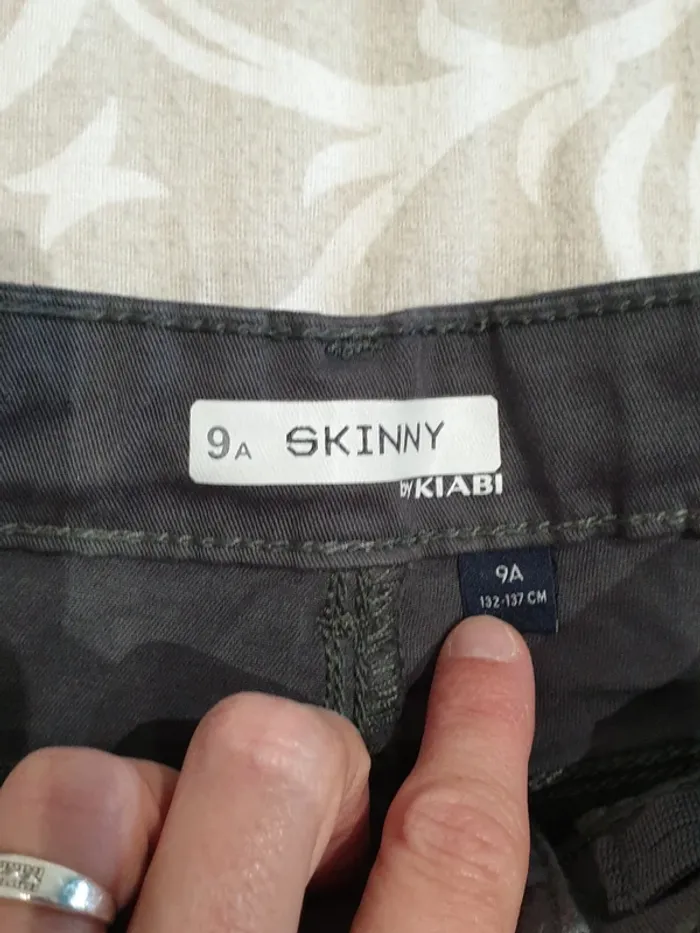 9A SKINNY
by KIABI
9A
132-137 CM